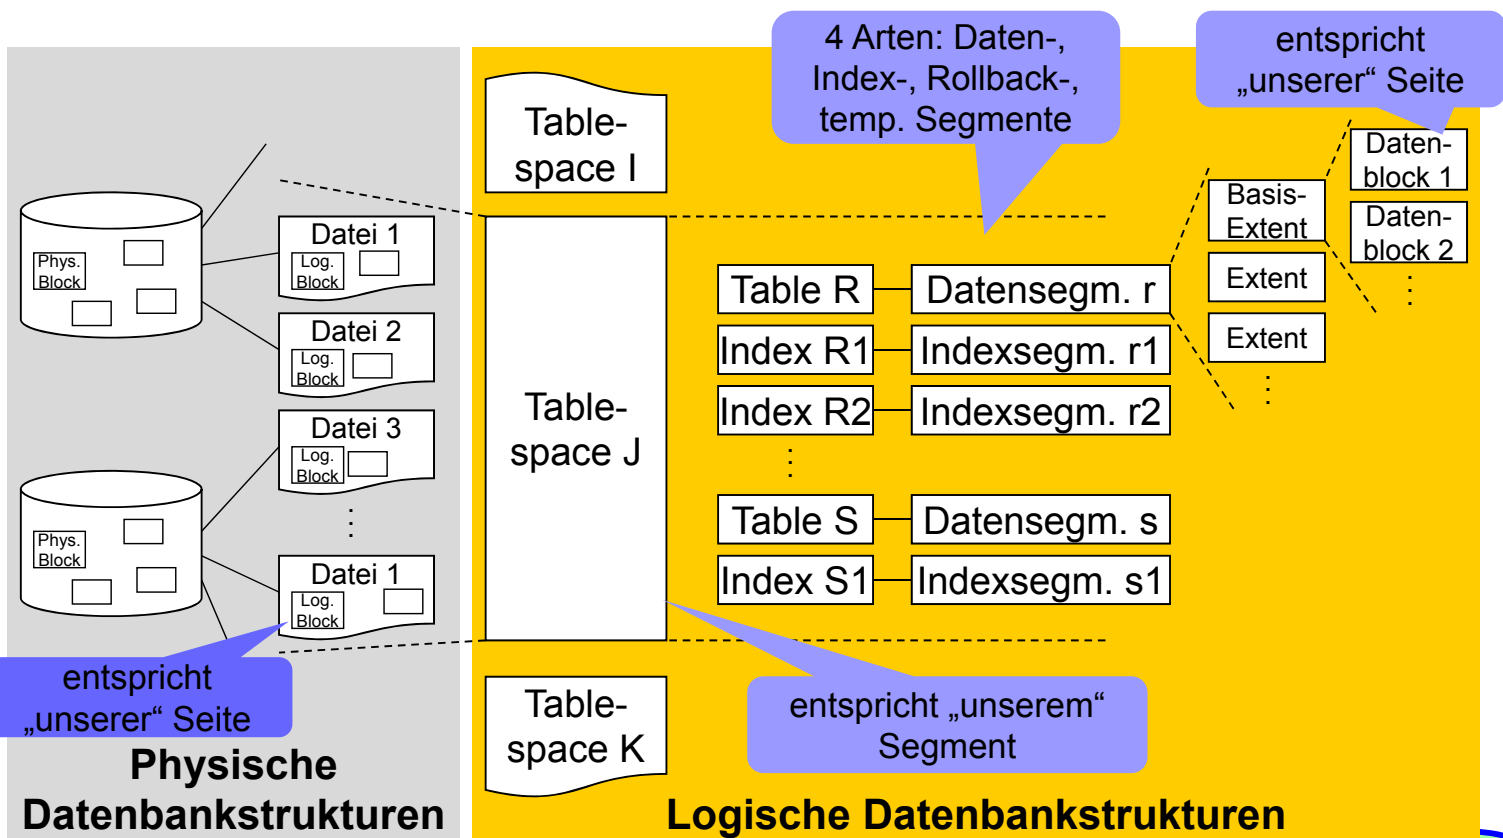 4 Arten: Daten-,
Index-, Rollback-,
temp. Segmente
entspricht
„unserer“ Seite
Phys.
Block
Phys.
Block
Datei 1
Log.
Block
Datei 2
Log.
Block
Datei 3
Log.
Block
Datei 1
Log.
Block
entspricht
„unserer“ Seite
Physische
Datenbankstrukturen
Table-
space I
Table-
space J
Table-
space K
Table R
Datensegm. r
Index R1
Indexsegm. r1
Index R2
Indexsegm. r2
Table S
Datensegm. s
Index S1
Indexsegm. s1
Basis-
Extent
Extent
Extent
Daten-
block 1
Daten-
block 2
entspricht „unserem“
Segment
Logische Datenbankstrukturen